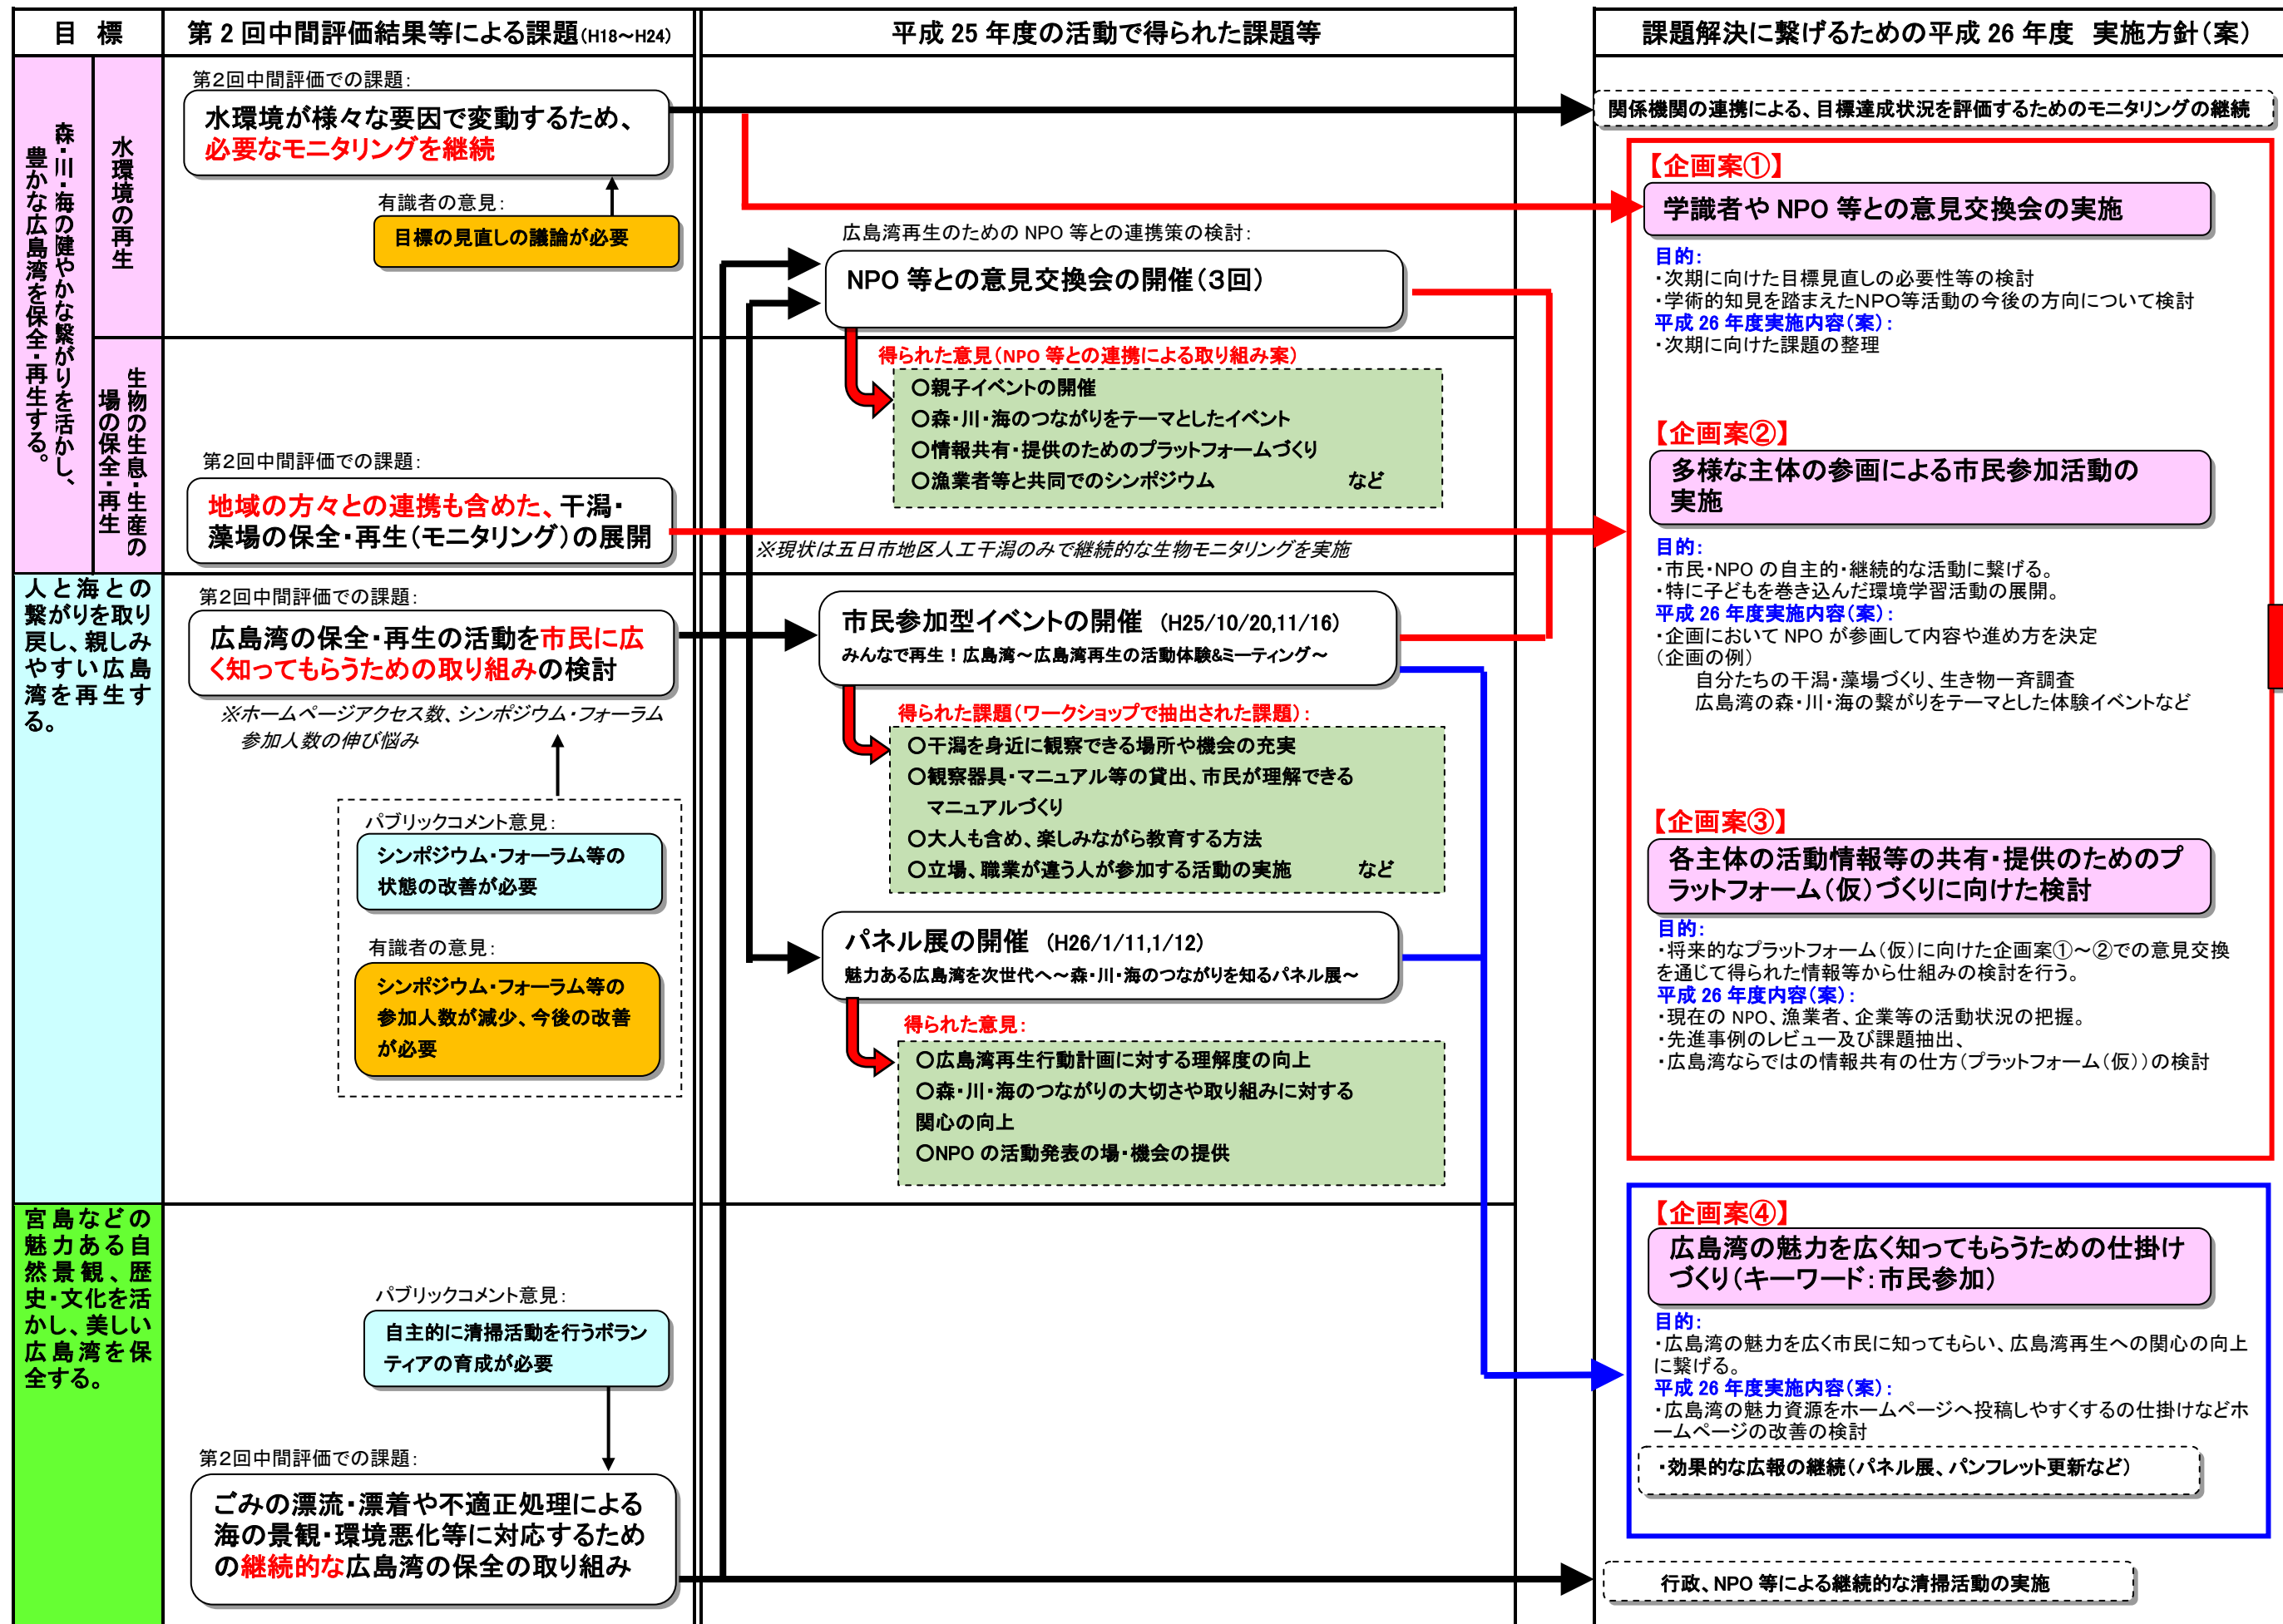 目 標
第2回中間評価結果等による課題(H18～H24)
平成25年度の活動で得られた課題等
課題解決に繋げるための平成26年度 実施方針(案)
森・川・海の健やかな繋がりを活かし、
豊かな広島湾を保全・再生する。
水環境の再生
第2回中間評価での課題:
水環境が様々な要因で変動するため、
必要なモニタリングを継続
有識者の意見:
目標の見直しの議論が必要
生物の生息・生産の
場の保全・再生
第2回中間評価での課題:
地域の方々との連携も含めた、干潟・
藻場の保全・再生(モニタリング)の展開
広島湾再生のための NPO 等との連携策の検討:
NPO 等との意見交換会の開催(3回)
得られた意見(NPO 等との連携による取り組み案)
○親子イベントの開催
○森・川・海のつながりをテーマとしたイベント
○情報共有・提供のためのプラットフォームづくり
○漁業者等と共同でのシンポジウム など
※現状は五日市地区人工干潟のみで継続的な生物モニタリングを実施
人と海との
繋がりを取り
戻し、親しみ
やすい広島
湾を再生す
る。
第2回中間評価での課題:
広島湾の保全・再生の活動を市民に広
く知ってもらうための取り組みの検討
※ホームページアクセス数、シンポジウム・フォーラム
参加人数の伸び悩み
パブリックコメント意見:
シンポジウム・フォーラム等の
状態の改善が必要
有識者の意見:
シンポジウム・フォーラム等の
参加人数が減少、今後の改善
が必要
市民参加型イベントの開催 (H25/10/20,11/16)
みんなで再生！広島湾～広島湾再生の活動体験&ミーティング～
得られた課題(ワークショップで抽出された課題):
○干潟を身近に観察できる場所や機会の充実
○観察器具・マニュアル等の貸出、市民が理解できる
マニュアルづくり
○大人も含め、楽しみながら教育する方法
○立場、職業が違う人が参加する活動の実施 など
パネル展の開催 (H26/1/11,1/12)
魅力ある広島湾を次世代へ～森・川・海のつながりを知るパネル展～
得られた意見:
○広島湾再生行動計画に対する理解度の向上
○森・川・海のつながりの大切さや取り組みに対する
関心の向上
○NPO の活動発表の場・機会の提供
宮島などの
魅力ある自
然景観、歴
史・文化を活
かし、美しい
広島湾を保
全する。
パブリックコメント意見:
自主的に清掃活動を行うボラン
ティアの育成が必要
第2回中間評価での課題:
ごみの漂流・漂着や不適正処理による
海の景観・環境悪化等に対応するため
の継続的な広島湾の保全の取り組み
関係機関の連携による、目標達成状況を評価するためのモニタリングの継続
【企画案①】
学識者や NPO 等との意見交換会の実施
目的:
・次期に向けた目標見直しの必要性等の検討
・学術的知見を踏まえたNPO等活動の今後の方向について検討
平成 26 年度実施内容(案):
・次期に向けた課題の整理
【企画案②】
多様な主体の参画による市民参加活動の
実施
目的:
・市民・NPO の自主的・継続的な活動に繋げる。
・特に子どもを巻き込んだ環境学習活動の展開。
平成 26 年度実施内容(案):
・企画において NPO が参画して内容や進め方を決定
(企画の例)
自分たちの干潟・藻場づくり、生き物一斉調査
広島湾の森・川・海の繋がりをテーマとした体験イベントなど
【企画案③】
各主体の活動情報等の共有・提供のためのプ
ラットフォーム(仮)づくりに向けた検討
目的:
・将来的なプラットフォーム(仮)に向けた企画案①～②での意見交換
を通じて得られた情報等から仕組みの検討を行う。
平成 26 年度内容(案):
・現在の NPO、漁業者、企業等の活動状況の把握。
・先進事例のレビュー及び課題抽出、
・広島湾ならではの情報共有の仕方(プラットフォーム(仮))の検討
【企画案④】
広島湾の魅力を広く知ってもらうための仕掛け
づくり(キーワード:市民参加)
目的:
・広島湾の魅力を広く市民に知ってもらい、広島湾再生への関心の向上
に繋げる。
平成 26 年度実施内容(案):
・広島湾の魅力資源をホームページへ投稿しやすくするの仕掛けなどホ
ームページの改善の検討
・効果的な広報の継続(パネル展、パンフレット更新など)
行政、NPO 等による継続的な清掃活動の実施